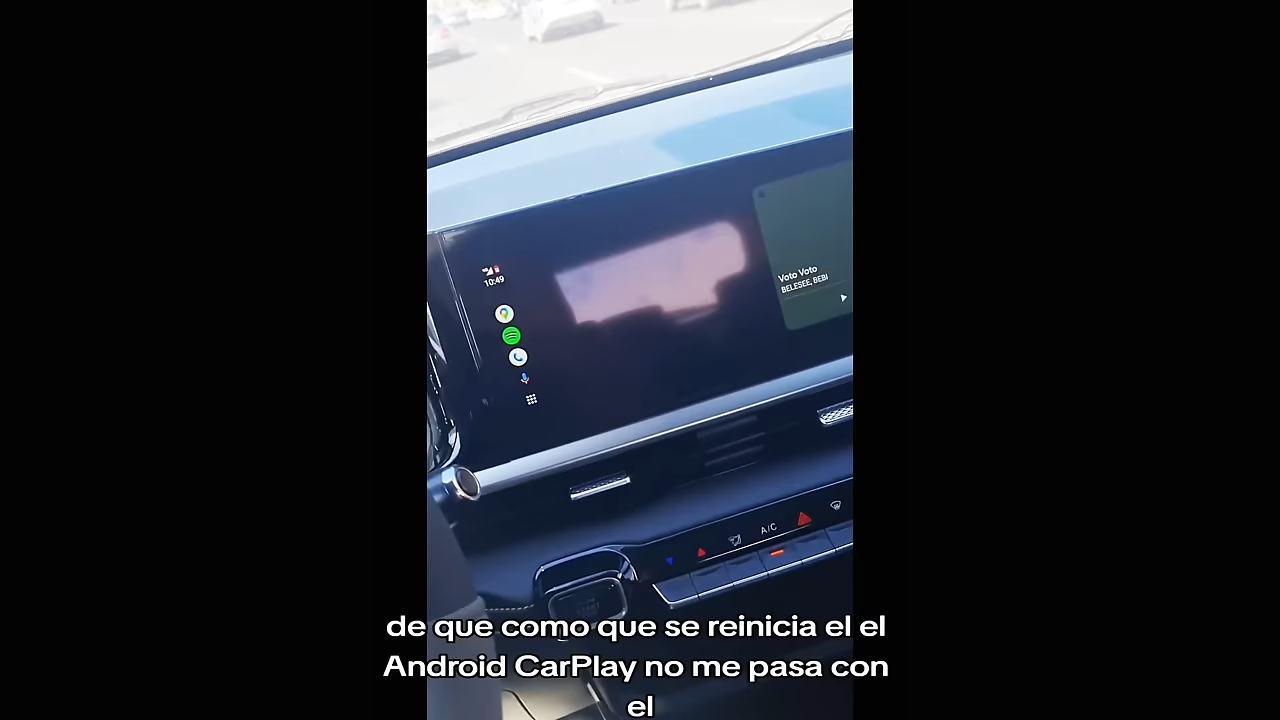 10:49
Voto Voto
BELESEE, BEBI
A/C
de que como que se reinicia el el
Android CarPlay no me pasa con
el